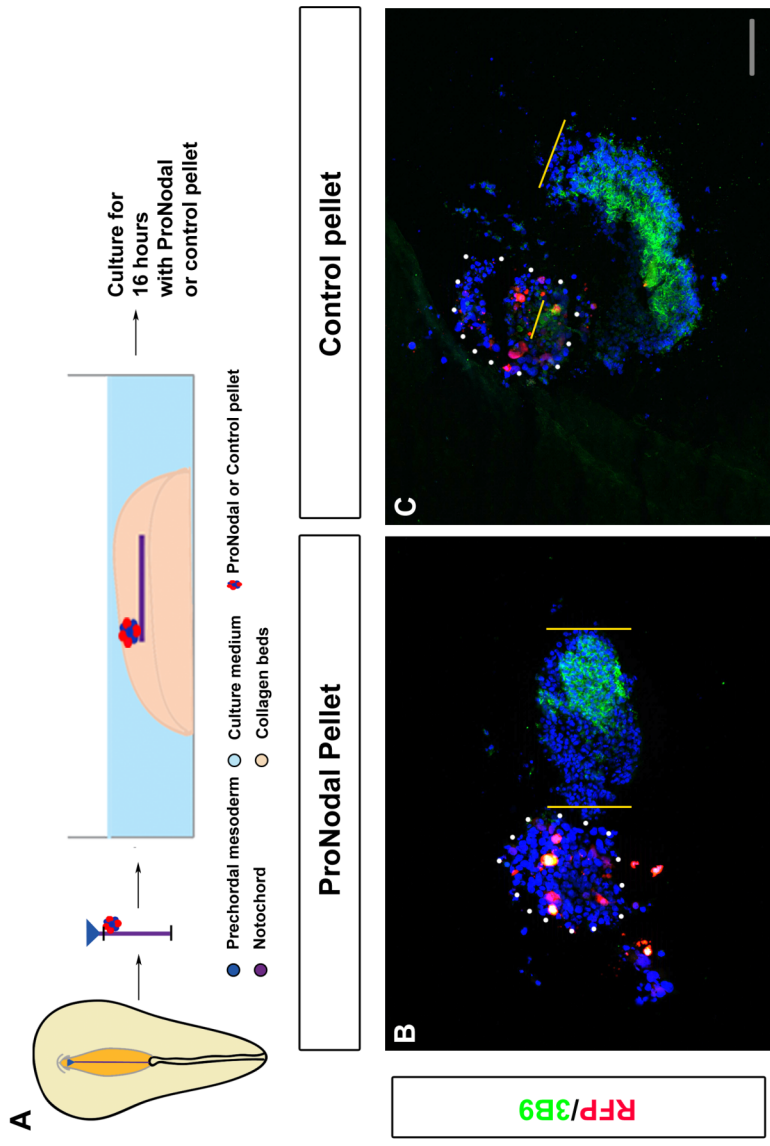 A
Culture for
16 hours
with ProNodal
or control pellet
Prechordal mesoderm
Culture medium
ProNodal or Control pellet
Notochord
Collagen beds
ProNodal Pellet
Control pellet
RFP/3B9
B
C